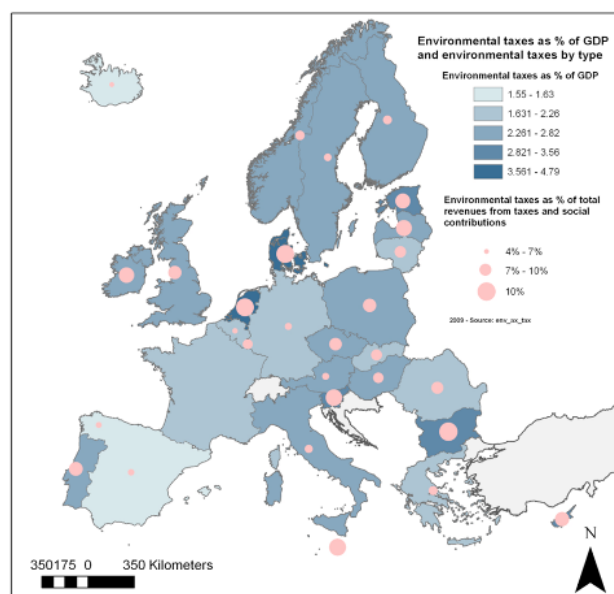 Environmental taxes as % of GDP
and environmental taxes by type
Environmental taxes as % of GDP
1.55 - 1.63
1.631 - 2.26
2.261 - 2.82
2.821 - 3.56
3.561 - 4.79
Environmental taxes as % of total
revenues from taxes and social
contributions
4% - 7%
7% - 10%
10%
2009 - Source: env_ax_tax
350175 0 350 Kilometers
N